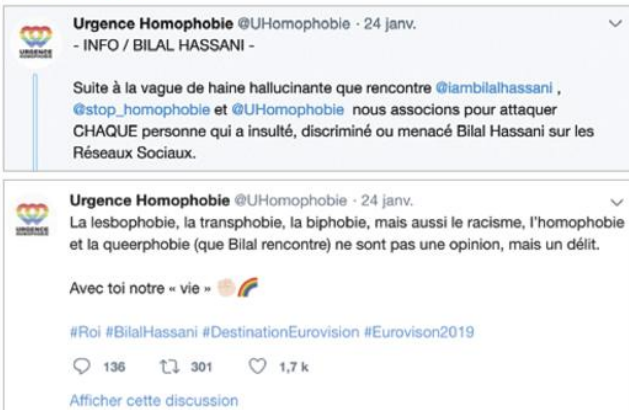 Urgence Homophobie @UHomophobie · 24 janv.
- INFO / BILAL HASSANI -
Suite à la vague de haine hallucinante que rencontre @iambilalhassani ,
@stop_homophobie et @UHomophobie nous associons pour attaquer
CHAQUE personne qui a insulté, discriminé ou menacé Bilal Hassani sur les
Réseaux Sociaux.
URGENCE
HOMOPHOBIE
Urgence Homophobie @UHomophobie · 24 janv.
La lesbophobie, la transphobie, la biphobie, mais aussi le racisme, l'homophobie
et la queerphobie (que Bilal rencontre) ne sont pas une opinion, mais un délit.
Avec toi notre « vie » ✊🏻🌈
#Roi #BilalHassani #DestinationEurovision #Eurovison2019
136 301 1,7 k
Afficher cette discussion
URGENCE
HOMOPHOBIE